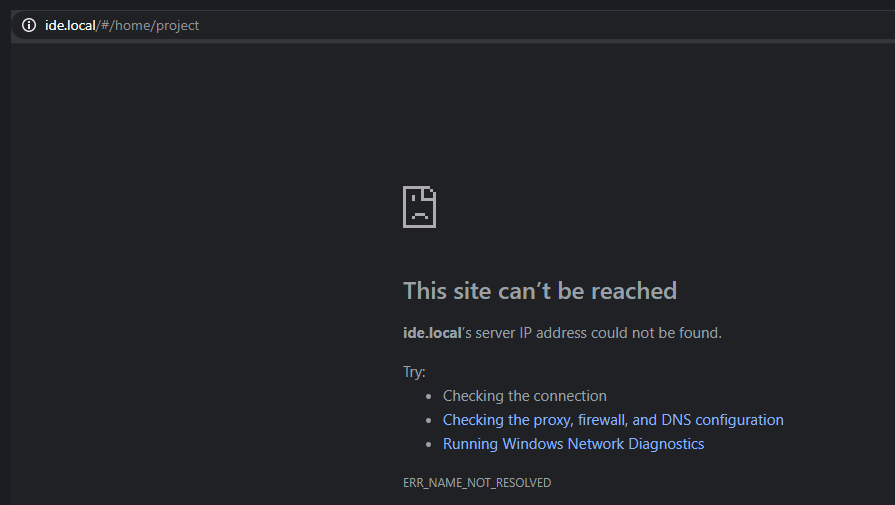 ide.local/#/home/project
This site can’t be reached
ide.local’s server IP address could not be found.
Try:
• Checking the connection
• Checking the proxy, firewall, and DNS configuration
• Running Windows Network Diagnostics
ERR_NAME_NOT_RESOLVED